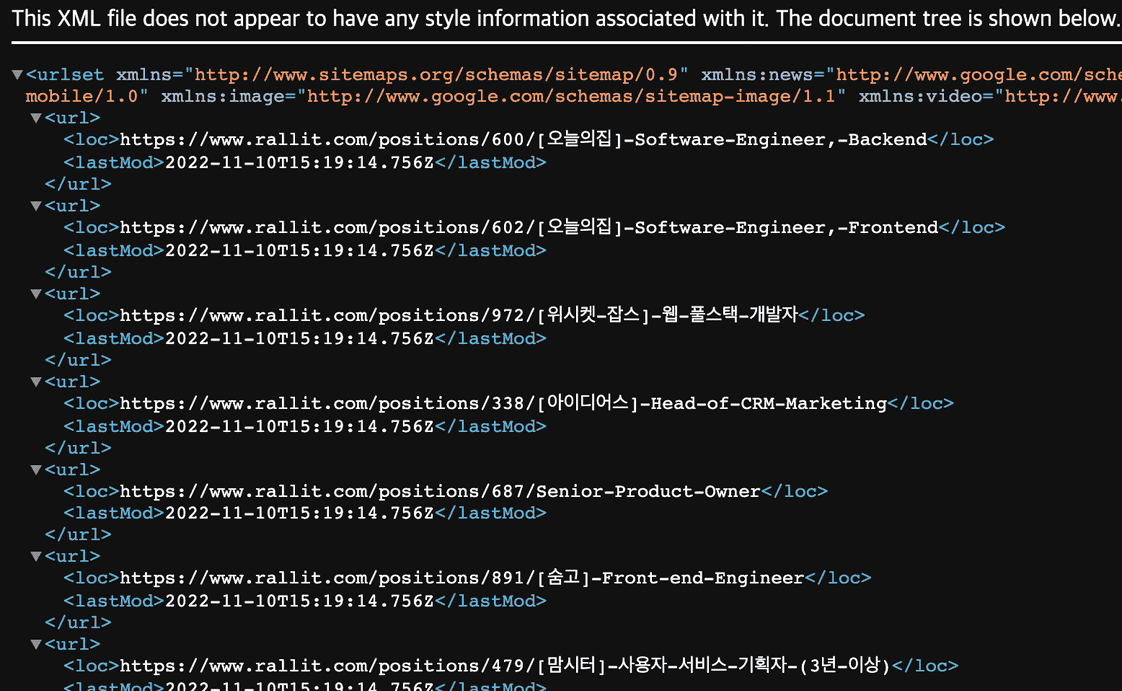 This XML file does not appear to have any style information associated with it. The document tree is shown below.
▼<urlset xmlns="http://www.sitemaps.org/schemas/sitemap/0.9" xmlns:news="http://www.google.com/sche
mobile/1.0" xmlns:image="http://www.google.com/schemas/sitemap-image/1.1" xmlns:video="http://www.
▼<url>
<loc>https://www.rallit.com/positions/600/[오늘의집]-Software-Engineer,-Backend</loc>
<lastMod>2022-11-10T15:19:14.756Z</lastMod>
</url>
▼<url>
<loc>https://www.rallit.com/positions/602/[오늘의집]-Software-Engineer,-Frontend</loc>
<lastMod>2022-11-10T15:19:14.756Z</lastMod>
</url>
▼<url>
<loc>https://www.rallit.com/positions/972/[위시켓-잡스]-웹-풀스택-개발자</loc>
<lastMod>2022-11-10T15:19:14.756Z</lastMod>
</url>
▼<url>
<loc>https://www.rallit.com/positions/338/[아이디어스]-Head-of-CRM-Marketing</loc>
<lastMod>2022-11-10T15:19:14.756Z</lastMod>
</url>
▼<url>
<loc>https://www.rallit.com/positions/687/Senior-Product-Owner</loc>
<lastMod>2022-11-10T15:19:14.756Z</lastMod>
</url>
▼<url>
<loc>https://www.rallit.com/positions/891/[숨고]-Front-end-Engineer</loc>
<lastMod>2022-11-10T15:19:14.756Z</lastMod>
</url>
▼<url>
<loc>https://www.rallit.com/positions/479/[맘시터]-사용자-서비스-기획자-(3년-이상)</loc>
<lastMod>2022-11-10T15:19:14.756Z</lastMod>